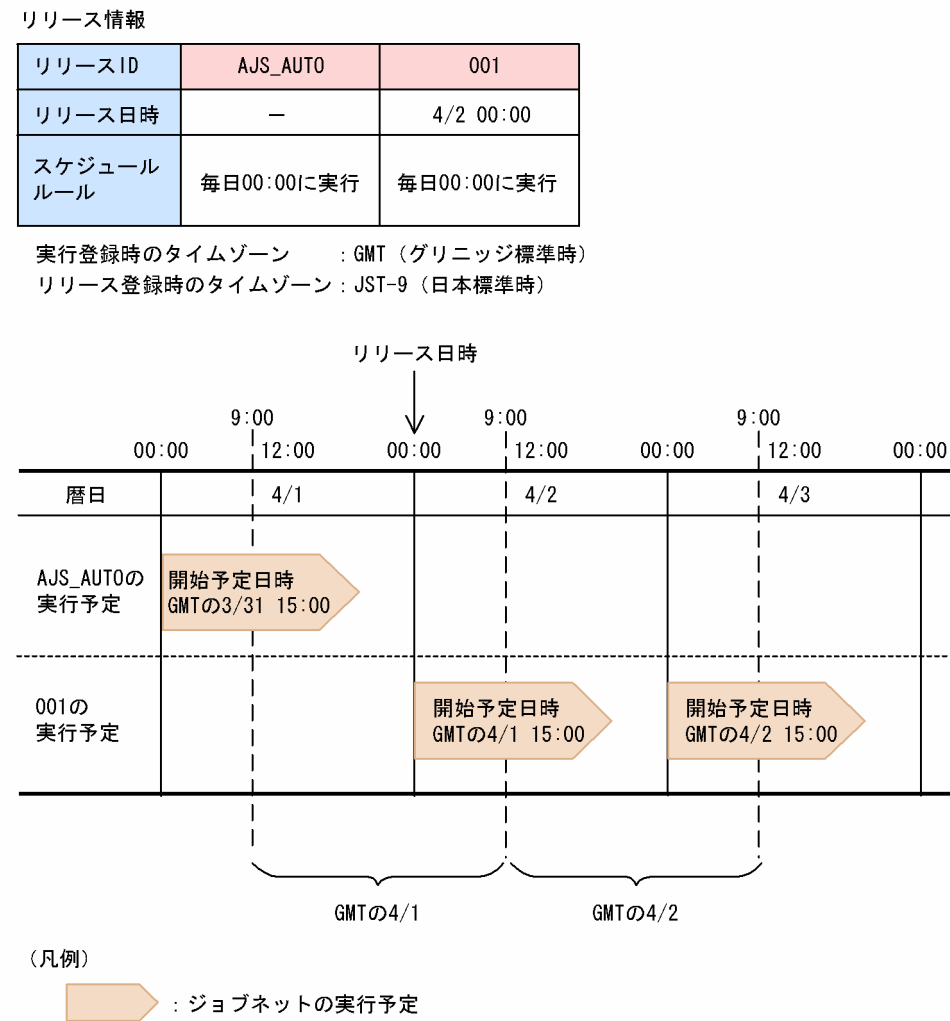 リリース情報
リリースID AJS_AUTO 001
リリース日時 － 4/2 00:00
スケジュール
ルール 毎日00:00に実行 毎日00:00に実行
実行登録時のタイムゾーン ：GMT（グリニッジ標準時）
リリース登録時のタイムゾーン：JST-9（日本標準時）
リリース日時
9:00 9:00 9:00
00:00 12:00 00:00 12:00 00:00 12:00 00:00
暦日 4/1 4/2 4/3
AJS_AUTOの
実行予定
開始予定日時
GMTの3/31 15:00
001の
実行予定
開始予定日時
GMTの4/1 15:00
開始予定日時
GMTの4/2 15:00
GMTの4/1 GMTの4/2
（凡例）
：ジョブネットの実行予定